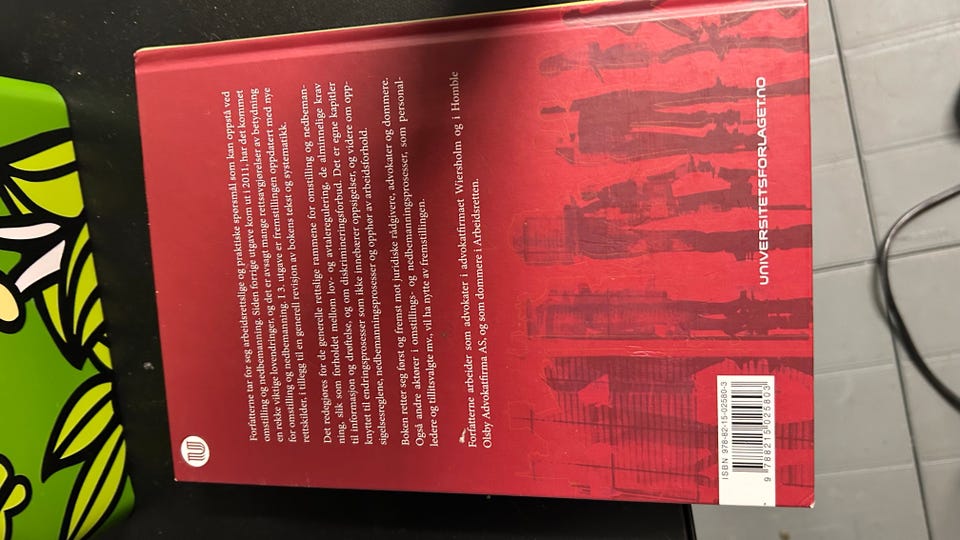 Forfatterne tar for seg arbeidsrettslige og praktiske spørsmål som kan oppstå ved
omstilling og nedbemanning. Siden forrige utgave kom ut i 2011, har det kommet
en rekke viktige lovendringer, og det er avsagt mange rettsavgjørelser av betydning
for omstilling og nedbemanning. I 3. utgave er fremstillingen oppdatert med nye
rettskilder, i tillegg til en generell revisjon av bokens tekst og systematikk.
Det redegjøres for de generelle rettslige rammene for omstilling og nedbeman-
ning, slik som forholdet mellom lov- og avtaleregulering, de alminnelige krav
til informasjon og drøftelse, og om diskrimineringsforbud. Det er egne kapitler
knyttet til endringsprosesser som ikke innebærer oppsigelser, og videre om opp-
sigelsesreglene, nedbemanningsprosesser og opphør av arbeidsforhold.
Boken retter seg først og fremst mot juridiske rådgivere, advokater og dommere.
Også andre aktører i omstillings- og nedbemanningsprosesser, som personal-
ledere og tillitsvalgte mv., vil ha nytte av fremstillingen.
Forfatterne arbeider som advokater i advokatfirmaet Wiersholm og i Homble
Olsby Advokatfirma AS, og som dommere i Arbeidsretten.
UNIVERSITETSFORLAGET.NO
ISBN 978-82-15-02580-3
9 788215 025803